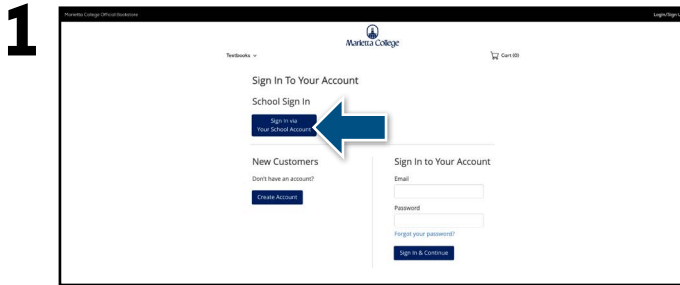 1
Marietta College Official Bookstore
Login/Sign U
Marietta College
Textbooks
Cart (0)
Sign In To Your Account
School Sign In
Sign in via
Your School Account
New Customers
Don't have an account?
Create Account
Sign In to Your Account
Email
Password
Forgot your password?
Sign In & Continue